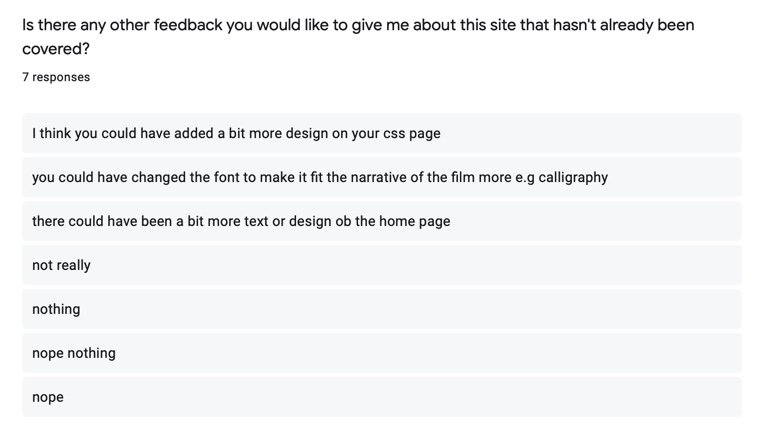 Is there any other feedback you would like to give me about this site that hasn't already been
covered?
7 responses
I think you could have added a bit more design on your css page
you could have changed the font to make it fit the narrative of the film more e.g calligraphy
there could have been a bit more text or design ob the home page
not really
nothing
nope nothing
nope